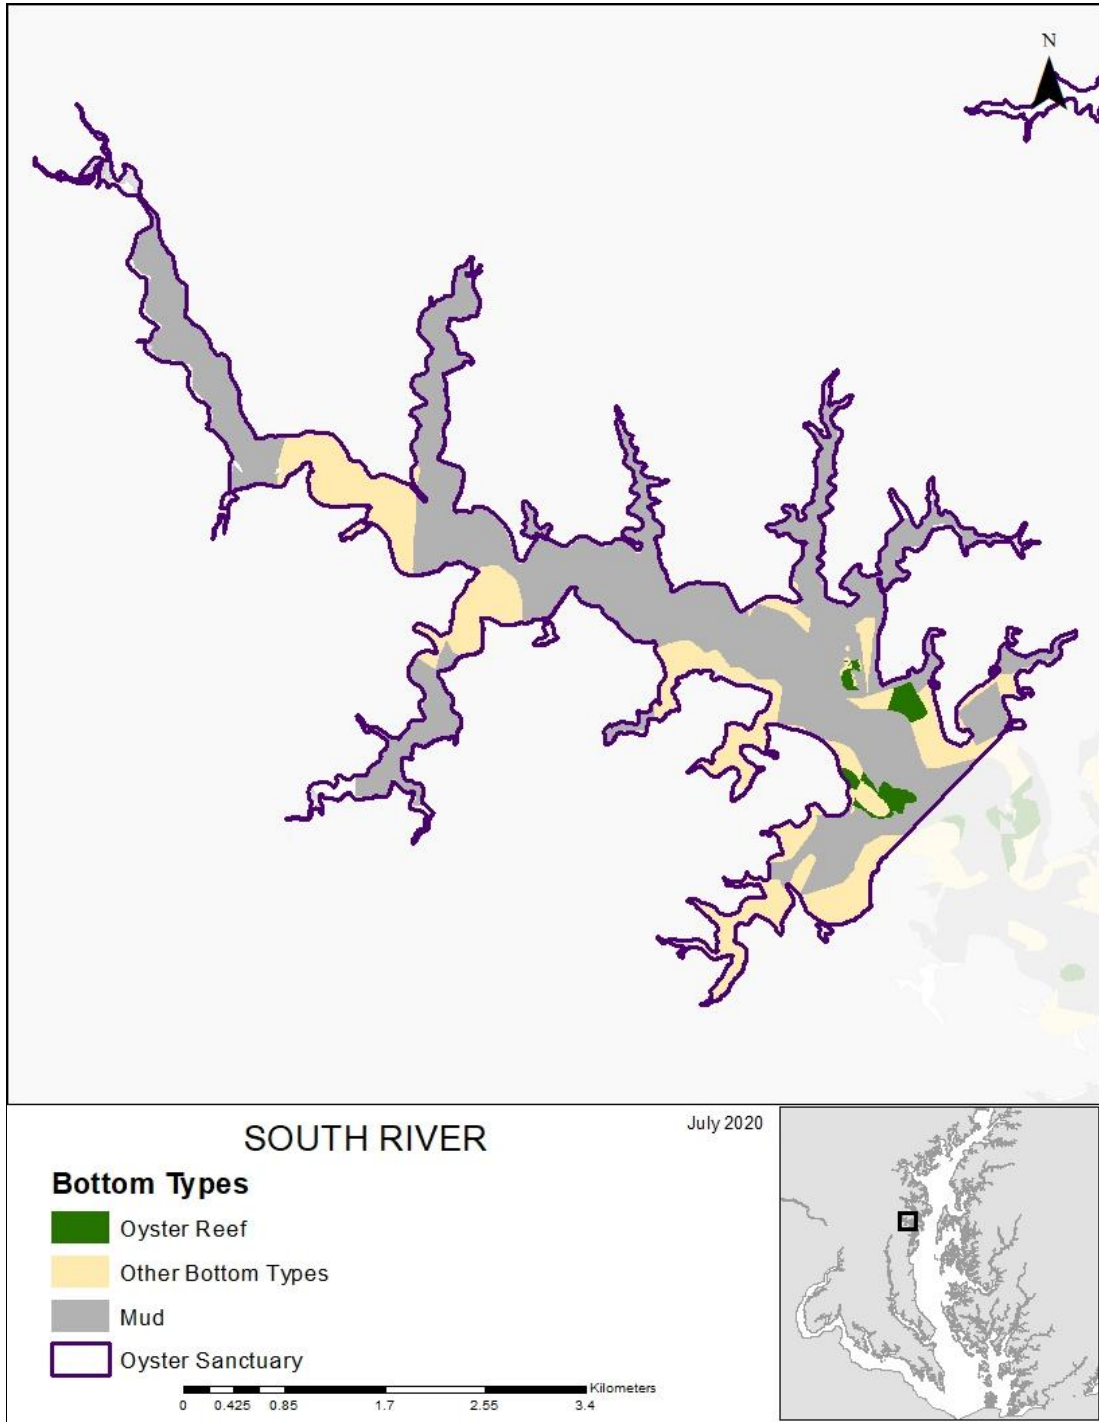 N
SOUTH RIVER
July 2020
Bottom Types
Oyster Reef
Other Bottom Types
Mud
Oyster Sanctuary
Kilometers
0 0.425 0.85 1.7 2.55 3.4